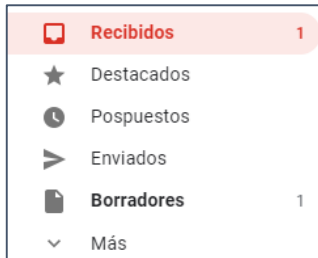 Recibidos 1
Destacados
Pospuestos
Enviados
Borradores 1
Más